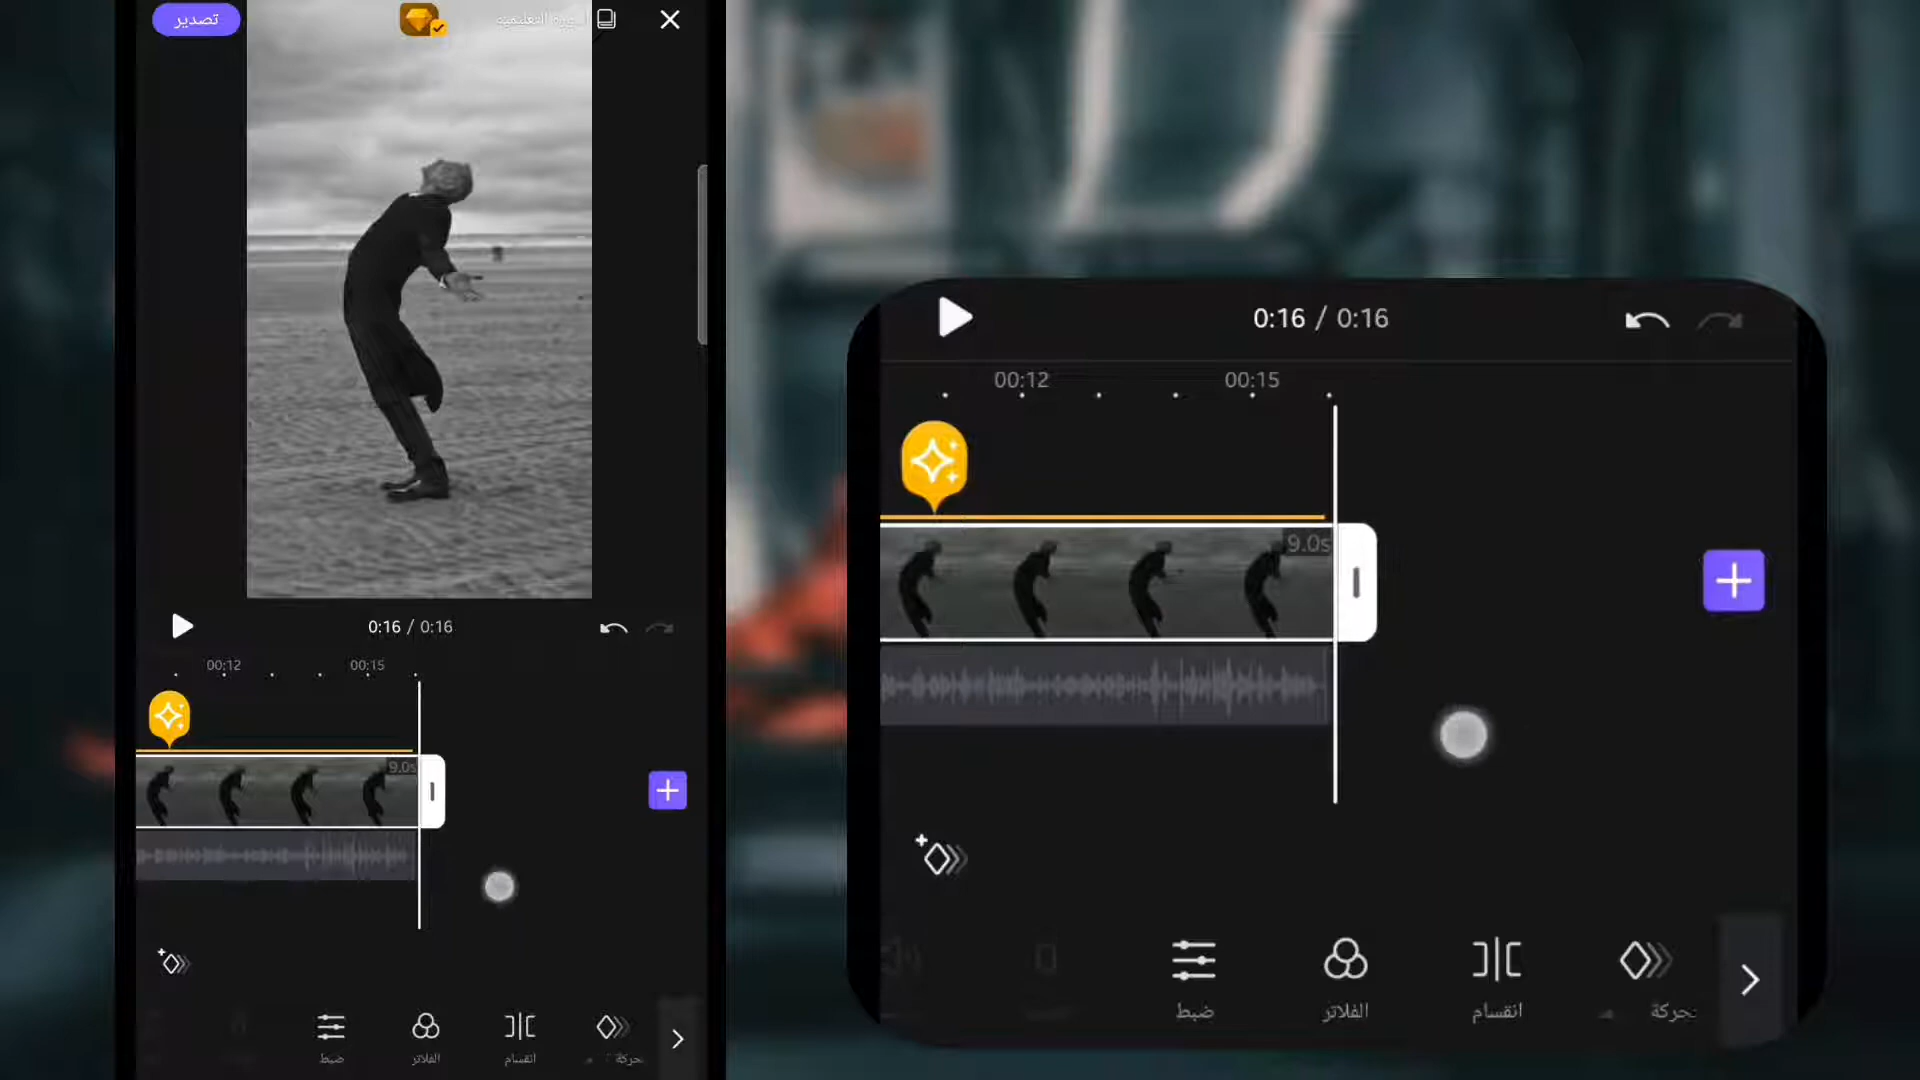 تصدير
التعليمية
0:16 / 0:16
00:12
00:15
9.0s
ضبط
الفلاتر
انقسام
حركة
0:16 / 0:16
00:12
00:15
9.0s
ضبط
الفلاتر
انقسام
حركة